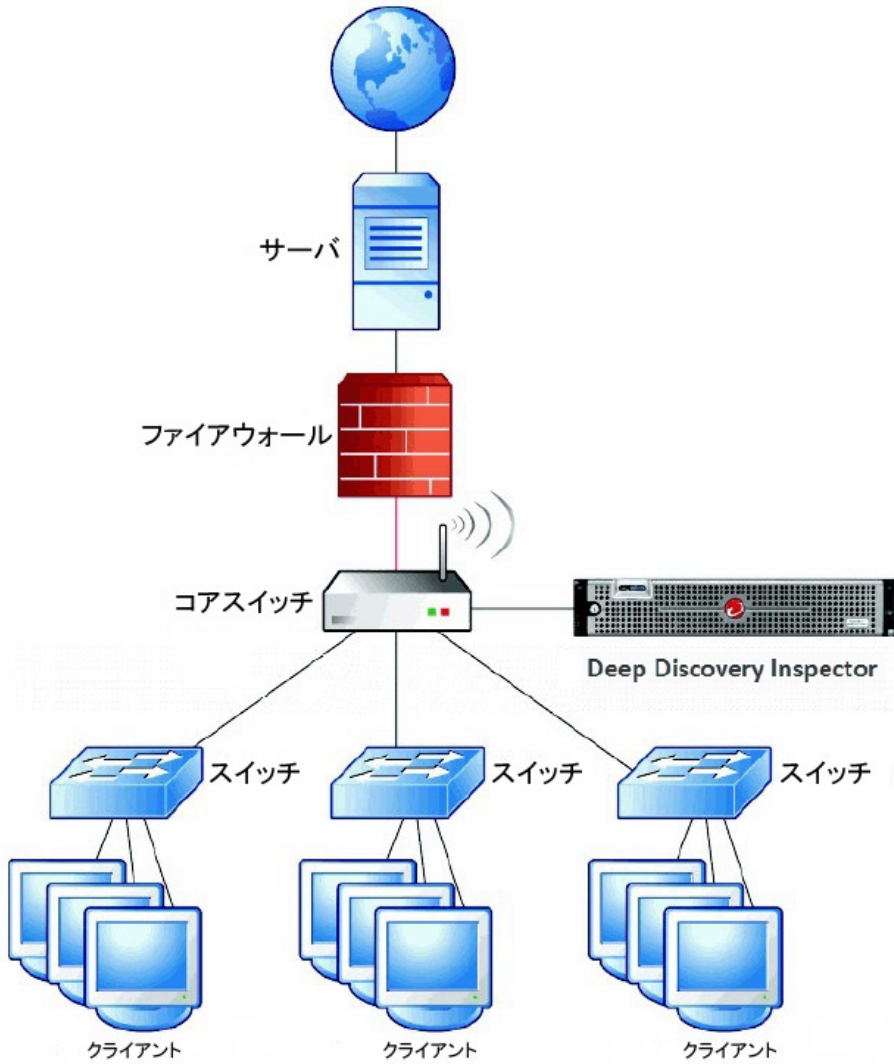 サーバ
ファイアウォール
コアスイッチ
Deep Discovery Inspector
スイッチ
スイッチ
スイッチ
クライアント
クライアント
クライアント